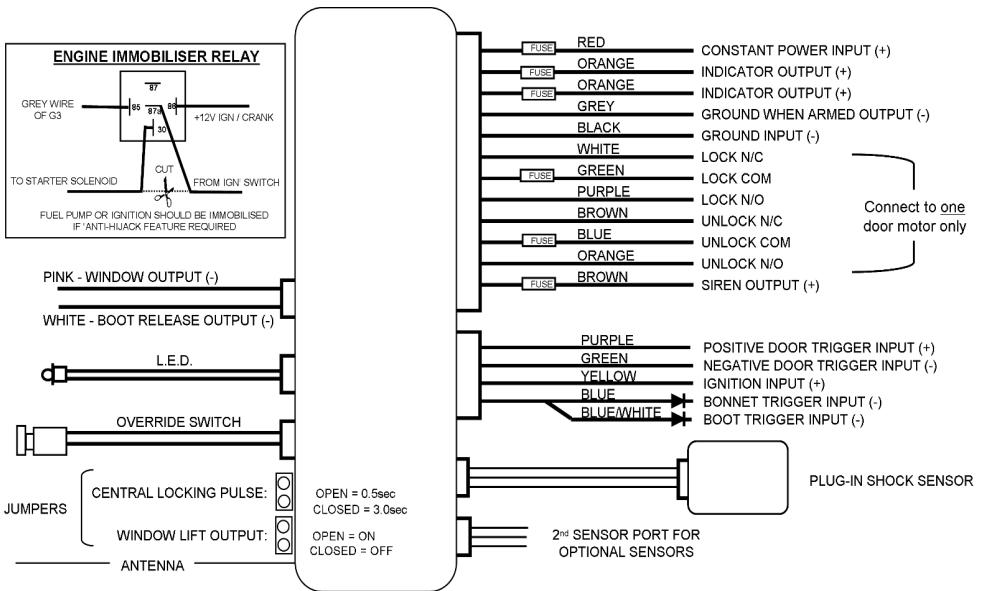 ENGINE IMMOBILISER RELAY
87
85
87a
86
30
GREY WIRE
OF G3
+12V IGN / CRANK
CUT
TO STARTER SOLENOID
FROM IGN' SWITCH
FUEL PUMP OR IGNITION SHOULD BE IMMOBILISED
IF 'ANTI-HIJACK FEATURE REQUIRED
PINK - WINDOW OUTPUT (-)
WHITE - BOOT RELEASE OUTPUT (-)
L.E.D.
OVERRIDE SWITCH
JUMPERS
CENTRAL LOCKING PULSE:
OPEN = 0.5sec
CLOSED = 3.0sec
WINDOW LIFT OUTPUT:
OPEN = ON
CLOSED = OFF
ANTENNA
FUSE RED CONSTANT POWER INPUT (+)
FUSE ORANGE INDICATOR OUTPUT (+)
FUSE ORANGE INDICATOR OUTPUT (+)
GREY GROUND WHEN ARMED OUTPUT (-)
BLACK GROUND INPUT (-)
WHITE LOCK N/C
FUSE GREEN LOCK COM
PURPLE LOCK N/O
BROWN UNLOCK N/C
FUSE BLUE UNLOCK COM
ORANGE UNLOCK N/O
FUSE BROWN SIREN OUTPUT (+)
Connect to one
door motor only
PURPLE POSITIVE DOOR TRIGGER INPUT (+)
GREEN NEGATIVE DOOR TRIGGER INPUT (-)
YELLOW IGNITION INPUT (+)
BLUE BONNET TRIGGER INPUT (-)
BLUE/WHITE BOOT TRIGGER INPUT (-)
PLUG-IN SHOCK SENSOR
2nd SENSOR PORT FOR
OPTIONAL SENSORS